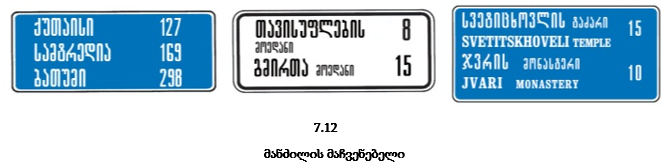 ქუთაისი 127
სამტრედია 169
ბათუმი 298
თავისუფლების 8
მოედანი
გმირთა მოედანი 15
სვეტიცხოვლის ტაძარი 15
SVETITSKHOVELI TEMPLE
ჯვრის მონასტერი 10
JVARI MONASTERY
7.12
მანძილის მაჩვენებელი